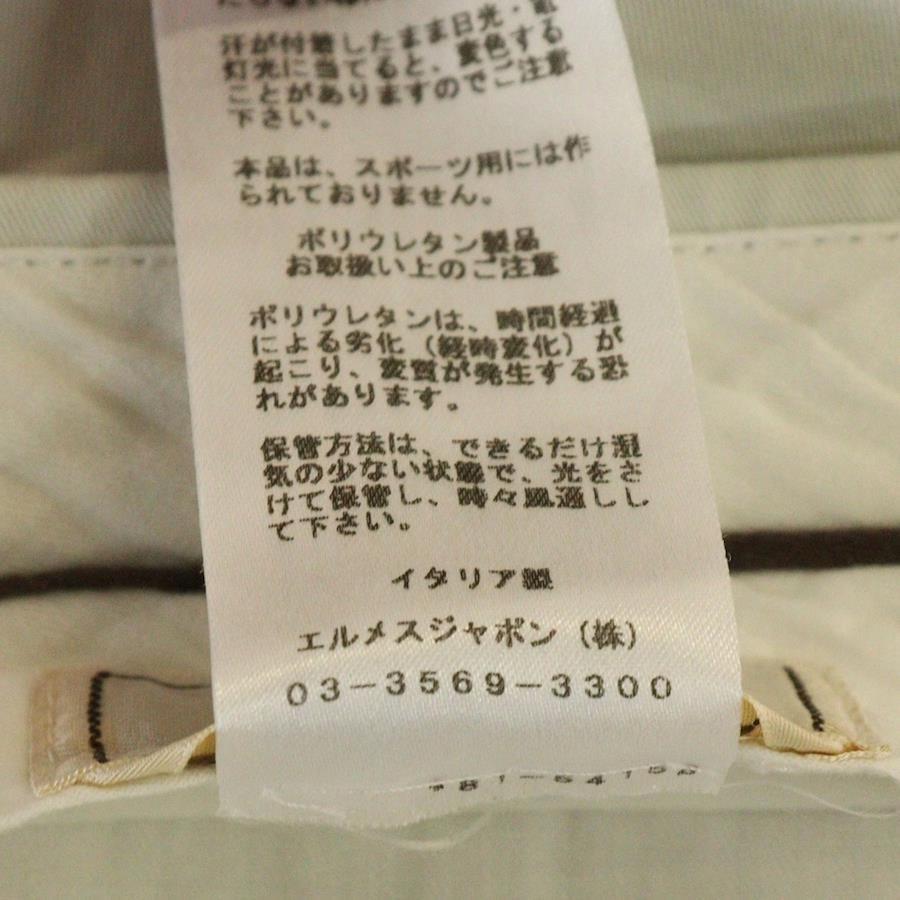 汗が付着したまま日光・電
灯光に当てると、変色する
ことがありますのでご注意
下さい。
本品は、スポーツ用には作
られておりません。
ポリウレタン製品
お取扱い上のご注意
ポリウレタンは、時間経過
による劣化（経時変化）が
起こり、変質が発生する恐
れがあります。
保管方法は、できるだけ湿
気の少ない状態で、光をさ
けて保管し、時々風通しし
て下さい。
イタリア製
エルメスジャポン（株）
03-3569-3300